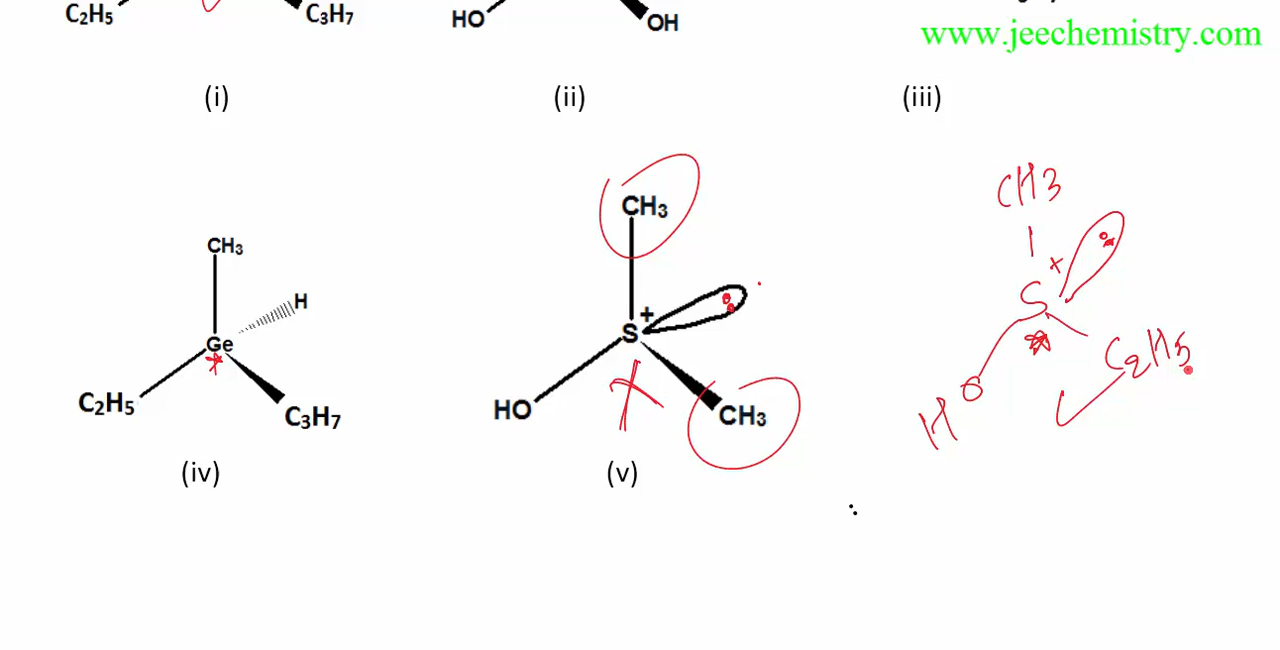 C₂H₅ C₃H₇ HO OH
www.jeechemistry.com
(i) (ii) (iii)
CH₃
CH₃
CH3
H
Ge
S +
S +
C₂H₅
C₃H₇
HO
CH₃
HO
C2H5
(iv) (v)